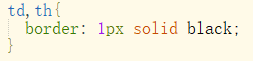 td,th{
  border: 1px solid black;
}